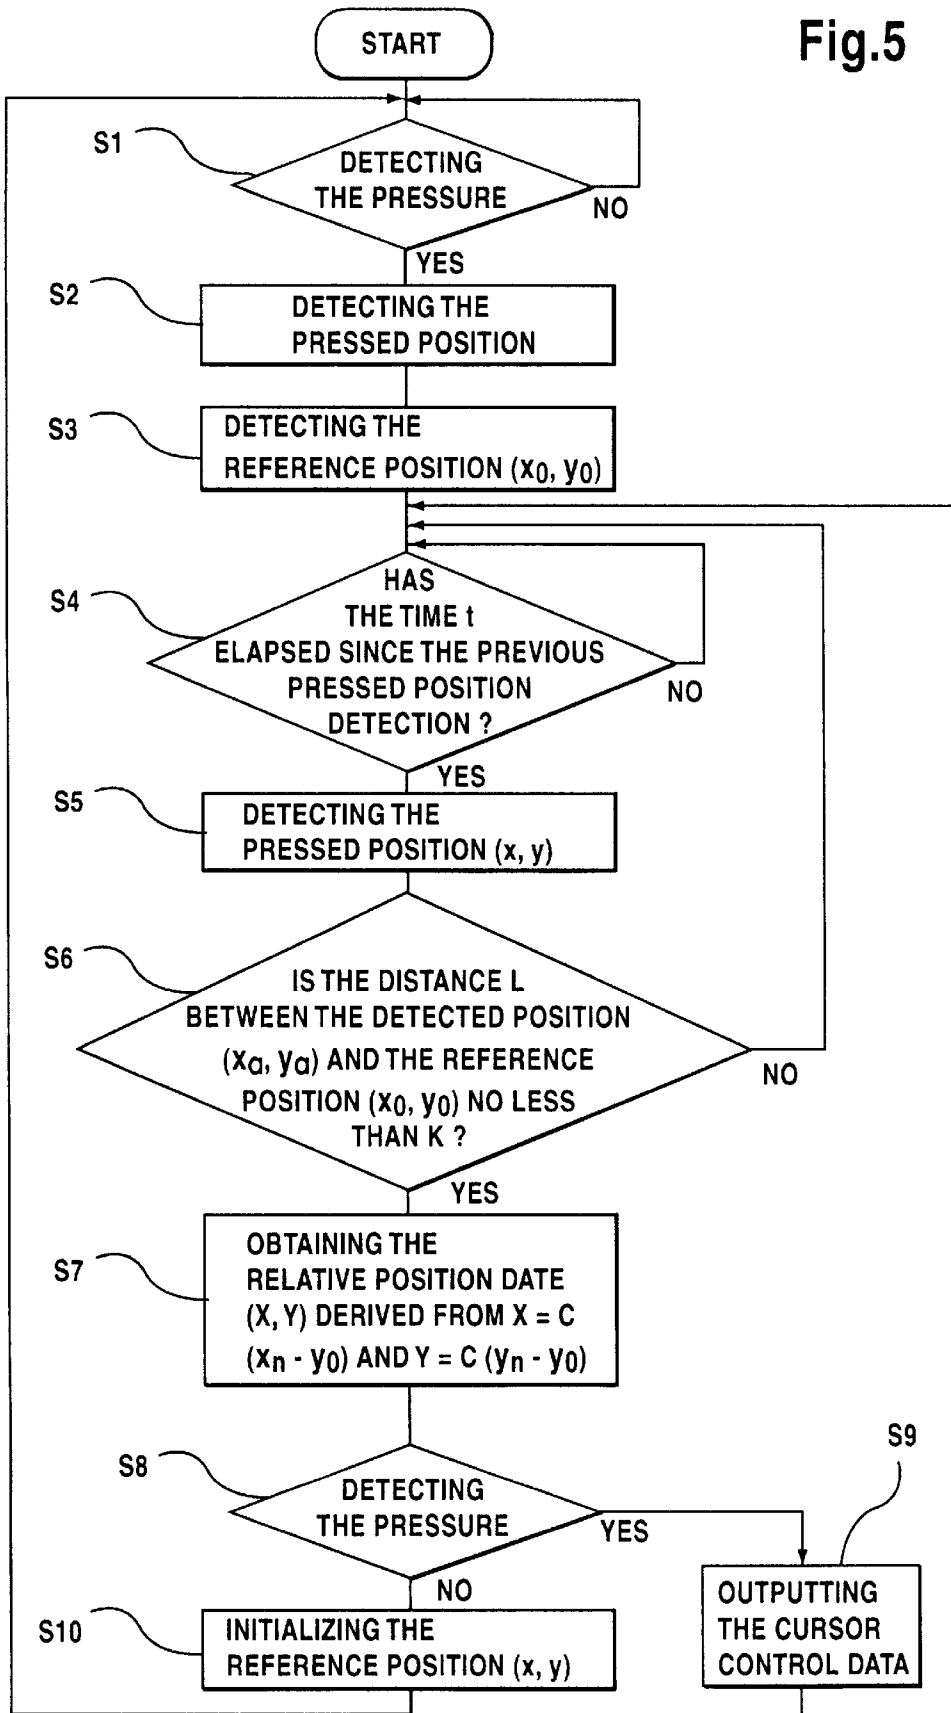 Fig.5
START
S1
DETECTING
THE PRESSURE
NO
YES
S2
DETECTING THE
PRESSED POSITION
S3
DETECTING THE
REFERENCE POSITION (x0, y0)
S4
HAS
THE TIME t
ELAPSED SINCE THE PREVIOUS
PRESSED POSITION
DETECTION ?
NO
YES
S5
DETECTING THE
PRESSED POSITION (x, y)
S6
IS THE DISTANCE L
BETWEEN THE DETECTED POSITION
(xa, ya) AND THE REFERENCE
POSITION (x0, y0) NO LESS
THAN K ?
NO
YES
S7
OBTAINING THE
RELATIVE POSITION DATE
(X, Y) DERIVED FROM X = C
(xn - y0) AND Y = C (yn - y0)
S8
DETECTING
THE PRESSURE
YES
NO
S9
OUTPUTTING
THE CURSOR
CONTROL DATA
S10
INITIALIZING THE
REFERENCE POSITION (x, y)